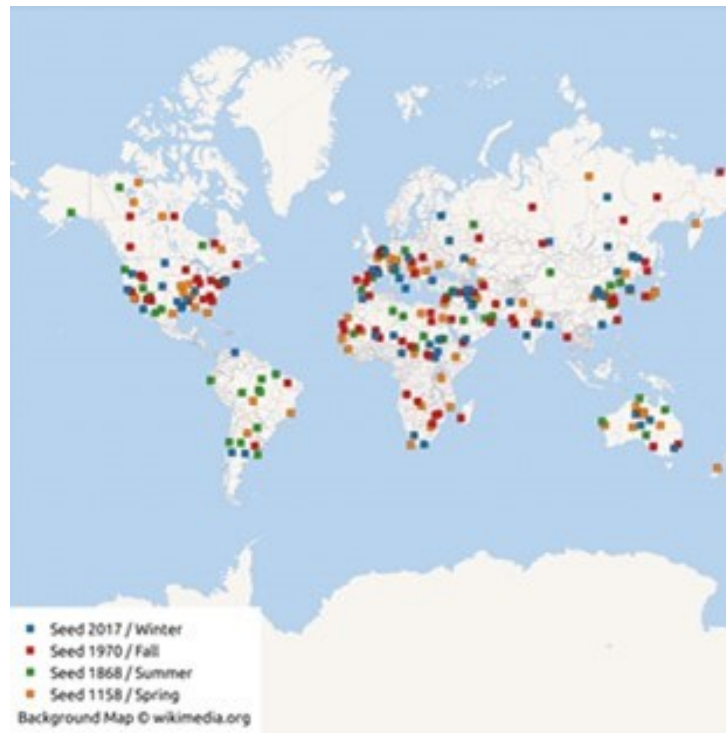 Seed 2017 / Winter
Seed 1970 / Fall
Seed 1868 / Summer
Seed 1158 / Spring
Background Map © wikimedia.org